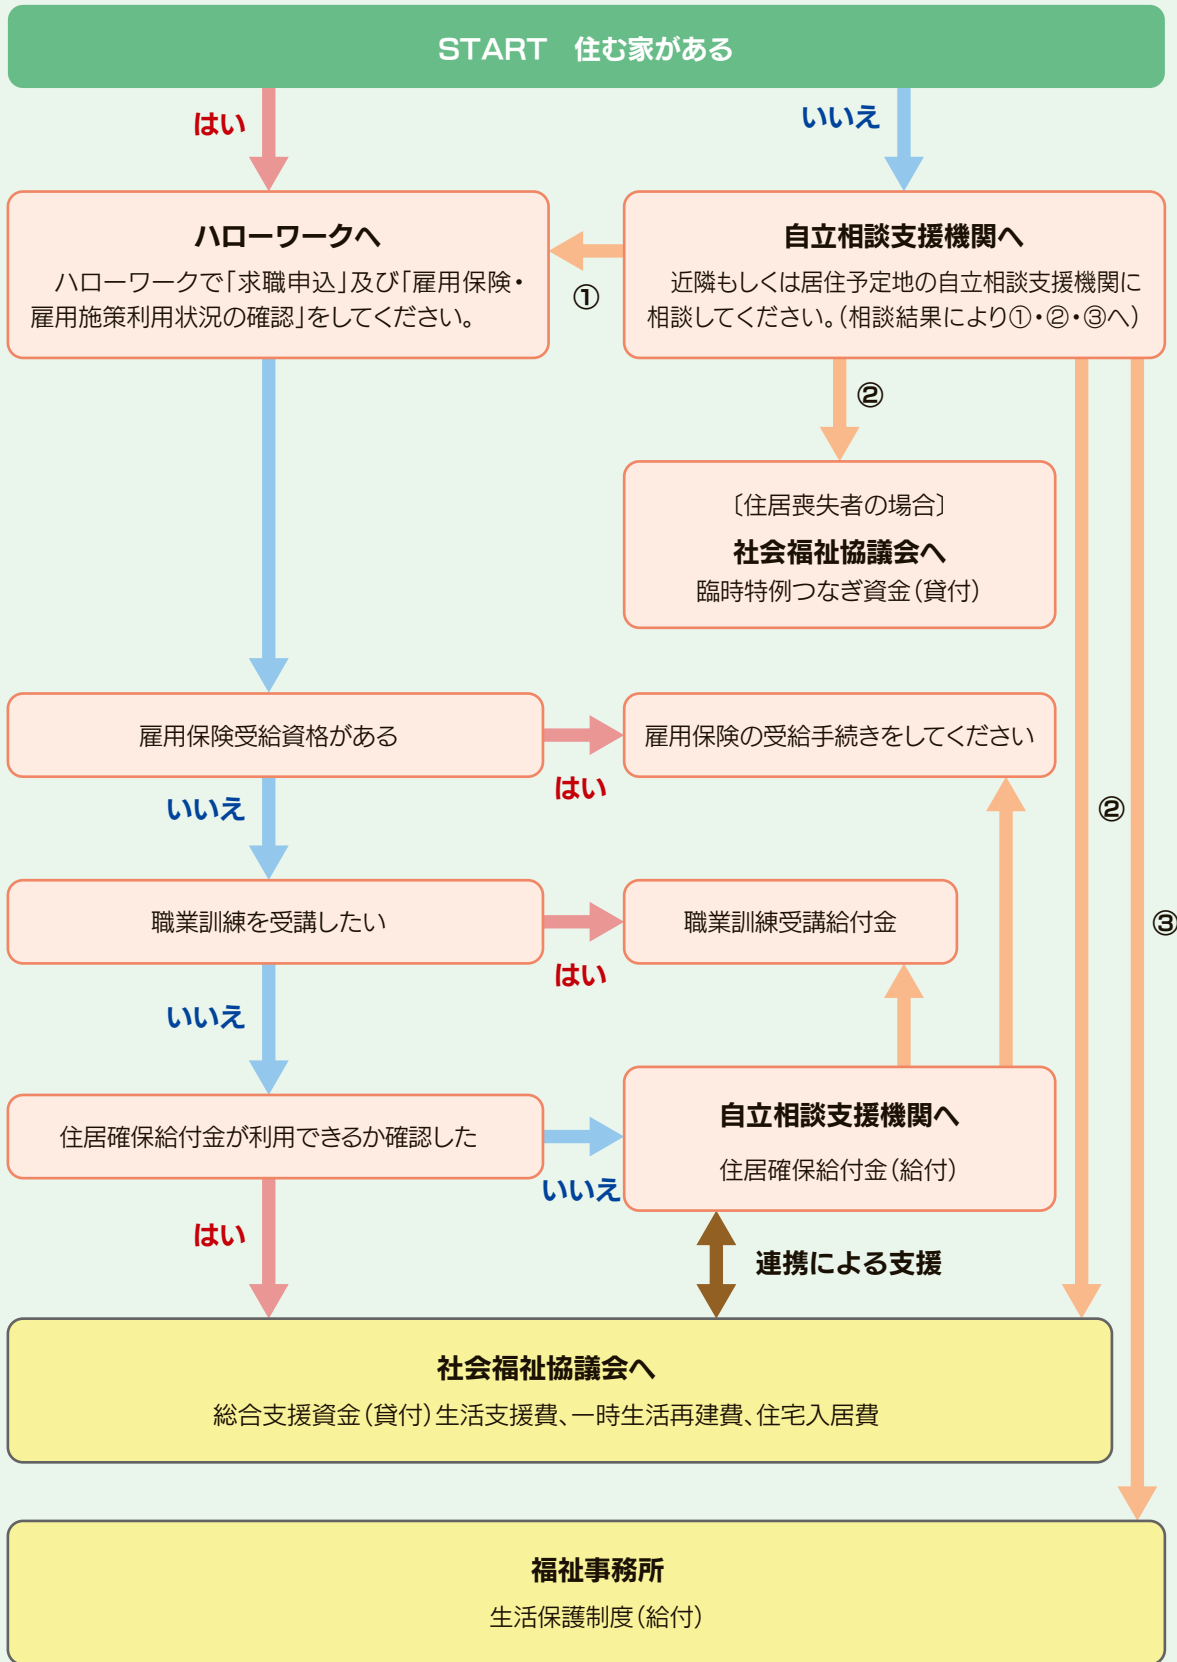 START　住む家がある
はい
いいえ
ハローワークへ
ハローワークで「求職申込」及び「雇用保険・
雇用施策利用状況の確認」をしてください。
①
自立相談支援機関へ
近隣もしくは居住予定地の自立相談支援機関に
相談してください。(相談結果により①・②・③へ)
②
〔住居喪失者の場合〕
社会福祉協議会へ
臨時特例つなぎ資金(貸付)
雇用保険受給資格がある
はい
雇用保険の受給手続きをしてください
いいえ
②
職業訓練を受講したい
はい
職業訓練受講給付金
③
いいえ
住居確保給付金が利用できるか確認した
いいえ
自立相談支援機関へ
住居確保給付金(給付)
はい
連携による支援
社会福祉協議会へ
総合支援資金(貸付)生活支援費、一時生活再建費、住宅入居費
福祉事務所
生活保護制度(給付)